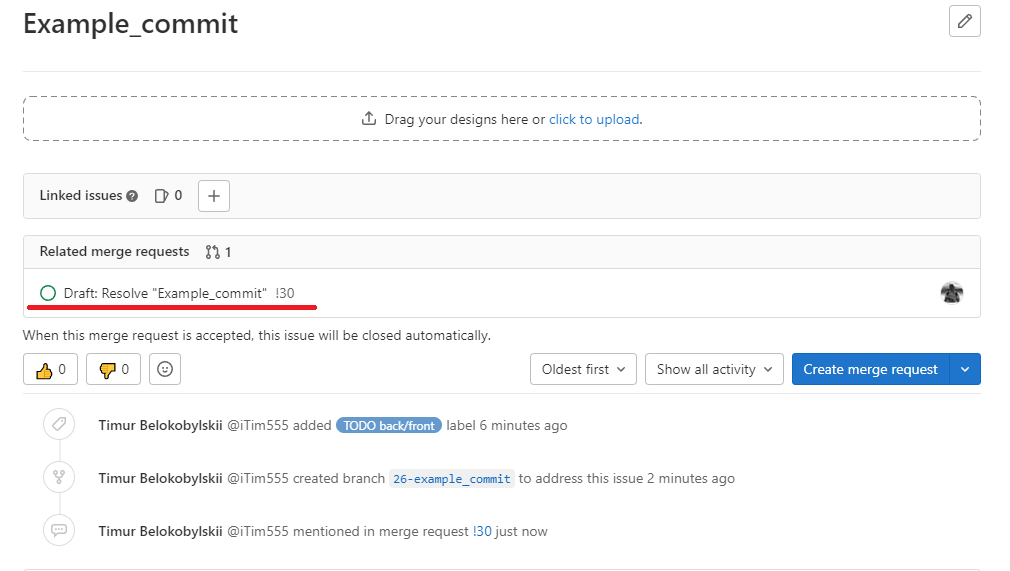 Example_commit
Drag your designs here or click to upload.
Linked issues 0
Related merge requests 1
Draft: Resolve "Example_commit" !30
When this merge request is accepted, this issue will be closed automatically.
0 0 Oldest first Show all activity Create merge request
Timur Belokobylskii @iTim555 added TODO back/front label 6 minutes ago
Timur Belokobylskii @iTim555 created branch 26-example_commit to address this issue 2 minutes ago
Timur Belokobylskii @iTim555 mentioned in merge request !30 just now